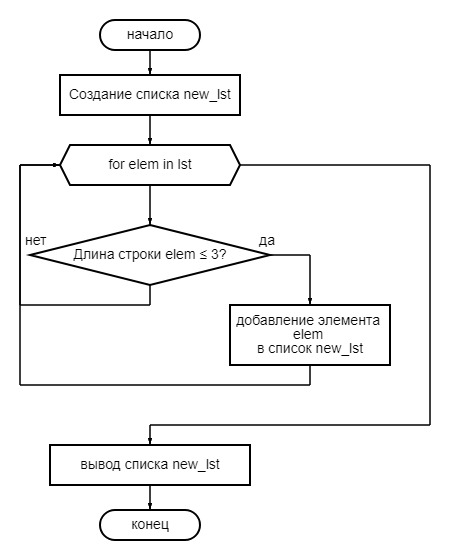 начало
Создание списка new_lst
for elem in lst
нет
да
Длина строки elem ≤ 3?
добавление элемента
elem
в список new_lst
вывод списка new_lst
конец